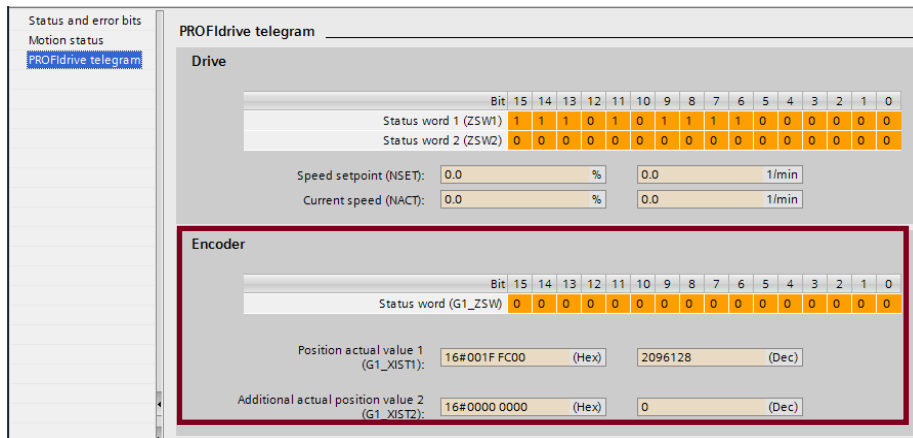 Status and error bits
Motion status
PROFIdrive telegram
PROFIdrive telegram
Drive
Bit 15 14 13 12 11 10 9 8 7 6 5 4 3 2 1 0
Status word 1 (ZSW1) 1 1 1 0 1 0 1 1 1 1 0 0 0 0 0 0
Status word 2 (ZSW2) 0 0 0 0 0 0 0 0 0 0 0 0 0 0 0 0
Speed setpoint (NSET): 0.0 % 0.0 1/min
Current speed (NACT): 0.0 % 0.0 1/min
Encoder
Bit 15 14 13 12 11 10 9 8 7 6 5 4 3 2 1 0
Status word (G1_ZSW) 0 0 0 0 0 0 0 0 0 0 0 0 0 0 0 0
Position actual value 1
(G1_XIST1): 16#001F FC00 (Hex) 2096128 (Dec)
Additional actual position value 2
(G1_XIST2): 16#0000 0000 (Hex) 0 (Dec)